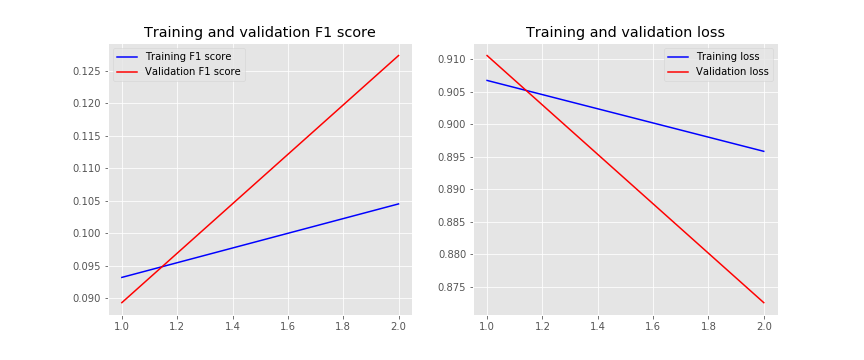 Training and validation F1 score
Training F1 score
Validation F1 score
0.125
0.120
0.115
0.110
0.105
0.100
0.095
0.090
1.0 1.2 1.4 1.6 1.8 2.0
Training and validation loss
Training loss
Validation loss
0.910
0.905
0.900
0.895
0.890
0.885
0.880
0.875
1.0 1.2 1.4 1.6 1.8 2.0